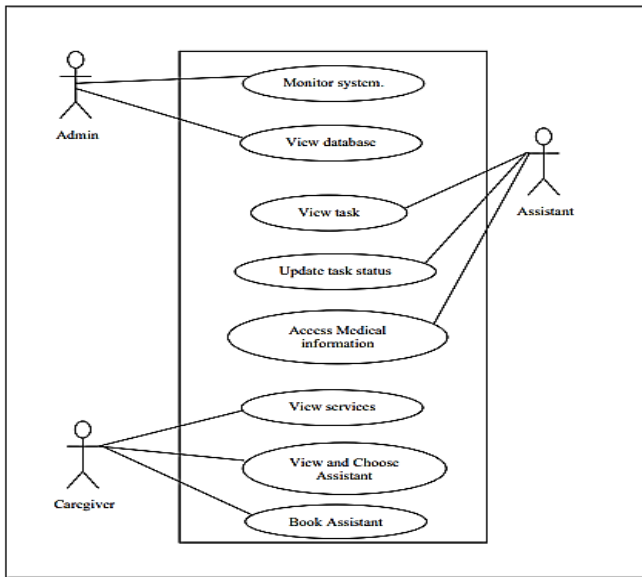 Monitor system.
Admin
View database
View task
Assistant
Update task status
Access Medical
information
View services
View and Choose
Assistant
Caregiver
Book Assistant